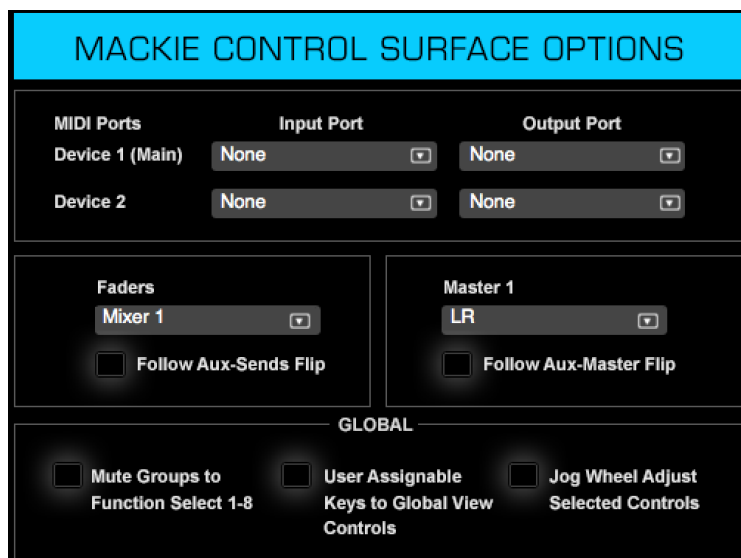 MACKIE CONTROL SURFACE OPTIONS
MIDI Ports Input Port Output Port
Device 1 (Main) None None
Device 2 None None
Faders Master 1
Mixer 1 LR
Follow Aux-Sends Flip Follow Aux-Master Flip
GLOBAL
Mute Groups to User Assignable Jog Wheel Adjust
Function Select 1-8 Keys to Global View Selected Controls
Controls